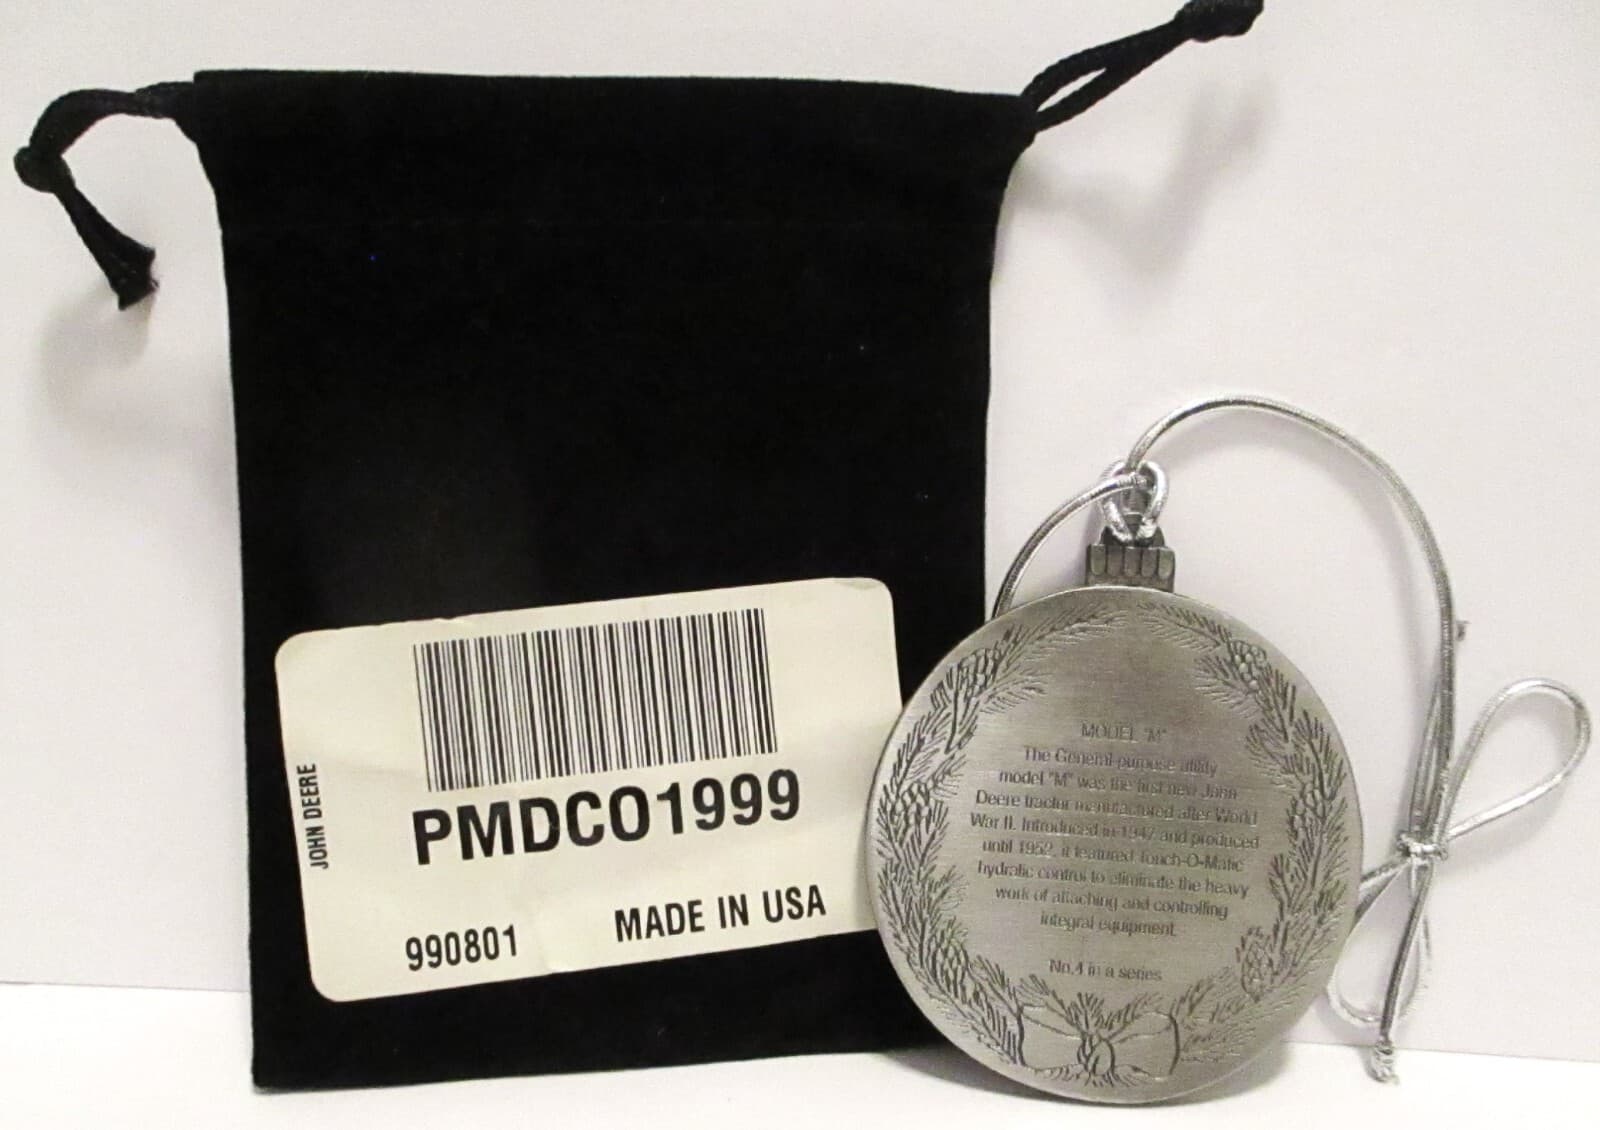 JOHN DEERE
PMDCO1999
990801
MADE IN USA
MODEL "M"
The General-purpose utility
model "M" was the first new John
Deere tractor manufactured after World
War II. Introduced in 1947 and produced
until 1952, it featured Touch-O-Matic
hydralic control to eliminate the heavy
work of attaching and controlling
integral equipment.
No.4 in a series